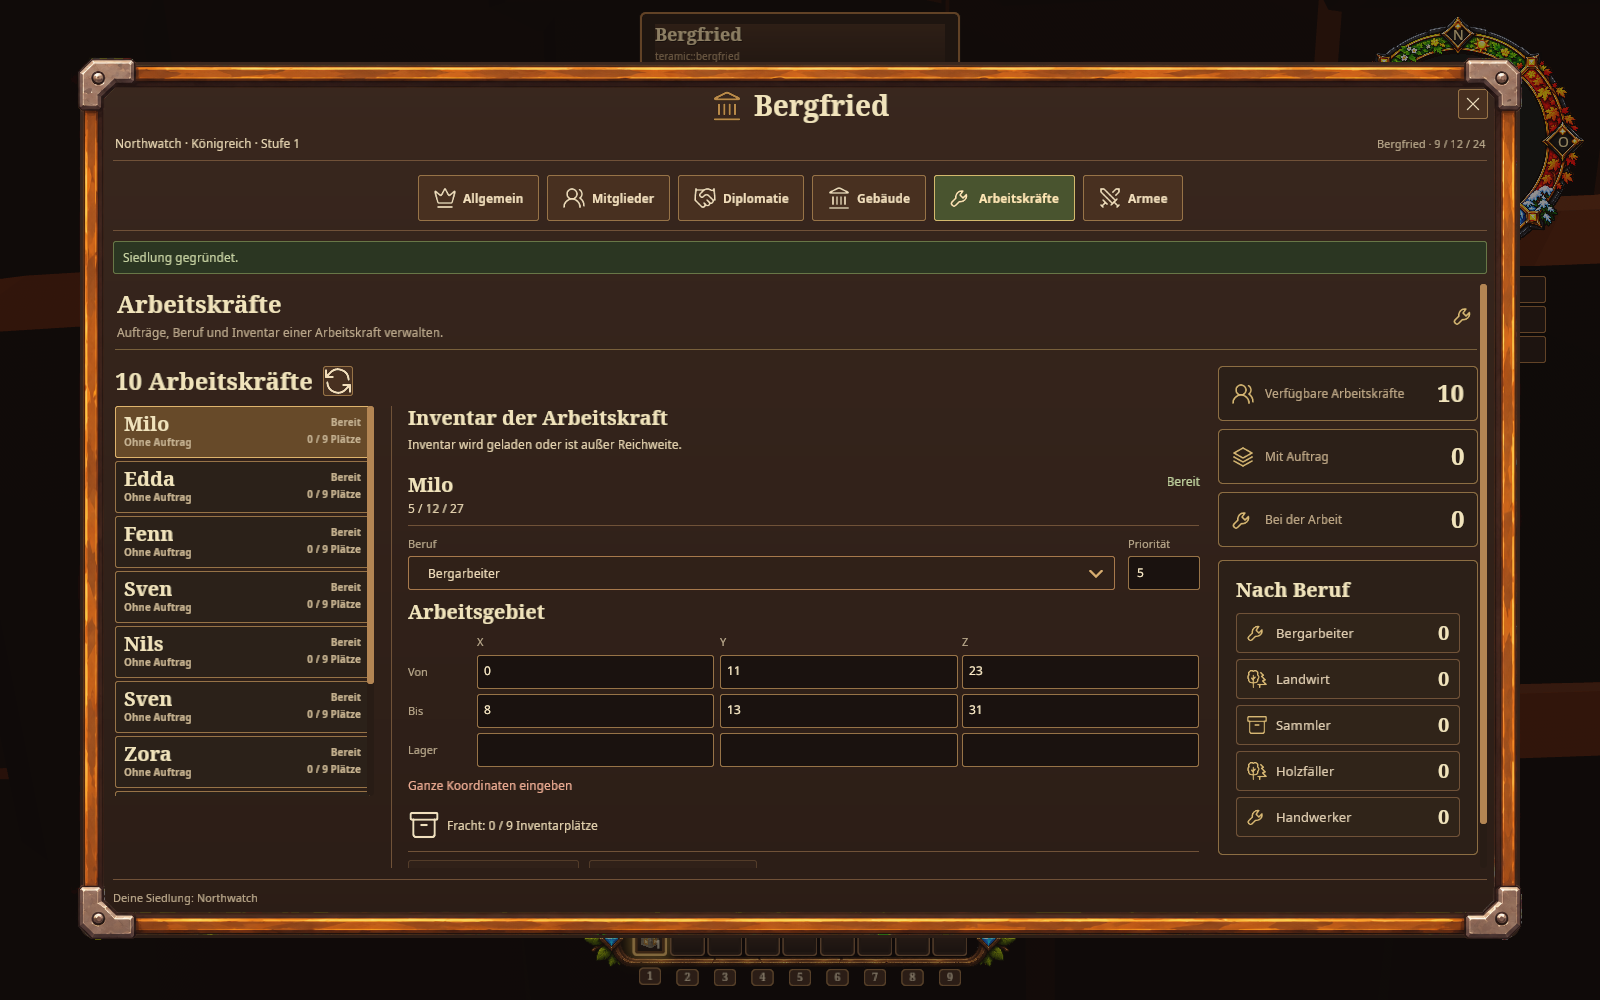 Bergfried
teramic::bergfried
N
O
Bergfried
Northwatch · Königreich · Stufe 1
Bergfried · 9 / 12 / 24
Allgemein
Mitglieder
Diplomatie
Gebäude
Arbeitskräfte
Armee
Siedlung gegründet.
Arbeitskräfte
Aufträge, Beruf und Inventar einer Arbeitskraft verwalten.
10 Arbeitskräfte
Milo
Bereit
Ohne Auftrag
0 / 9 Plätze
Edda
Bereit
Ohne Auftrag
0 / 9 Plätze
Fenn
Bereit
Ohne Auftrag
0 / 9 Plätze
Sven
Bereit
Ohne Auftrag
0 / 9 Plätze
Nils
Bereit
Ohne Auftrag
0 / 9 Plätze
Sven
Bereit
Ohne Auftrag
0 / 9 Plätze
Zora
Bereit
Ohne Auftrag
0 / 9 Plätze
Inventar der Arbeitskraft
Inventar wird geladen oder ist außer Reichweite.
Milo
Bereit
5 / 12 / 27
Beruf
Priorität
Bergarbeiter
5
Arbeitsgebiet
X
Y
Z
Von
0
11
23
Bis
8
13
31
Lager
Ganze Koordinaten eingeben
Fracht: 0 / 9 Inventarplätze
Verfügbare Arbeitskräfte
10
Mit Auftrag
0
Bei der Arbeit
0
Nach Beruf
Bergarbeiter
0
Landwirt
0
Sammler
0
Holzfäller
0
Handwerker
0
Deine Siedlung: Northwatch
1
2
3
4
5
6
7
8
9